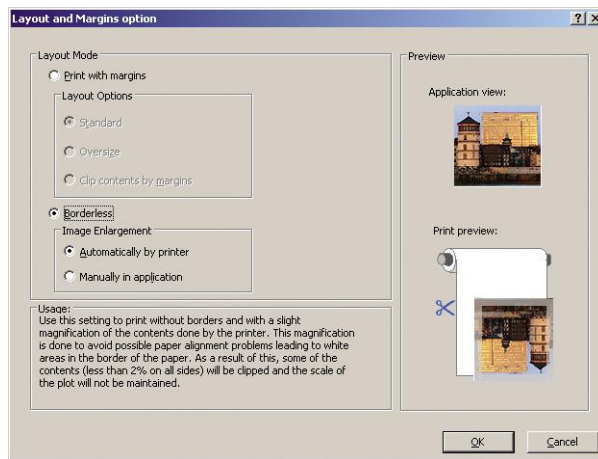 Layout and Margins option
Layout Mode
Print with margins
Layout Options
Standard
Oversize
Clip contents by margins
Borderless
Image Enlargement
Automatically by printer
Manually in application
Usage:
Use this setting to print without borders and with a slight
magnification of the contents done by the printer. This magnification
is done to avoid possible paper alignment problems leading to white
areas in the border of the paper. As a result of this, some of the
contents (less than 2% on all sides) will be clipped and the scale of
the plot will not be maintained.
Preview
Application view:
Print preview:
OK
Cancel